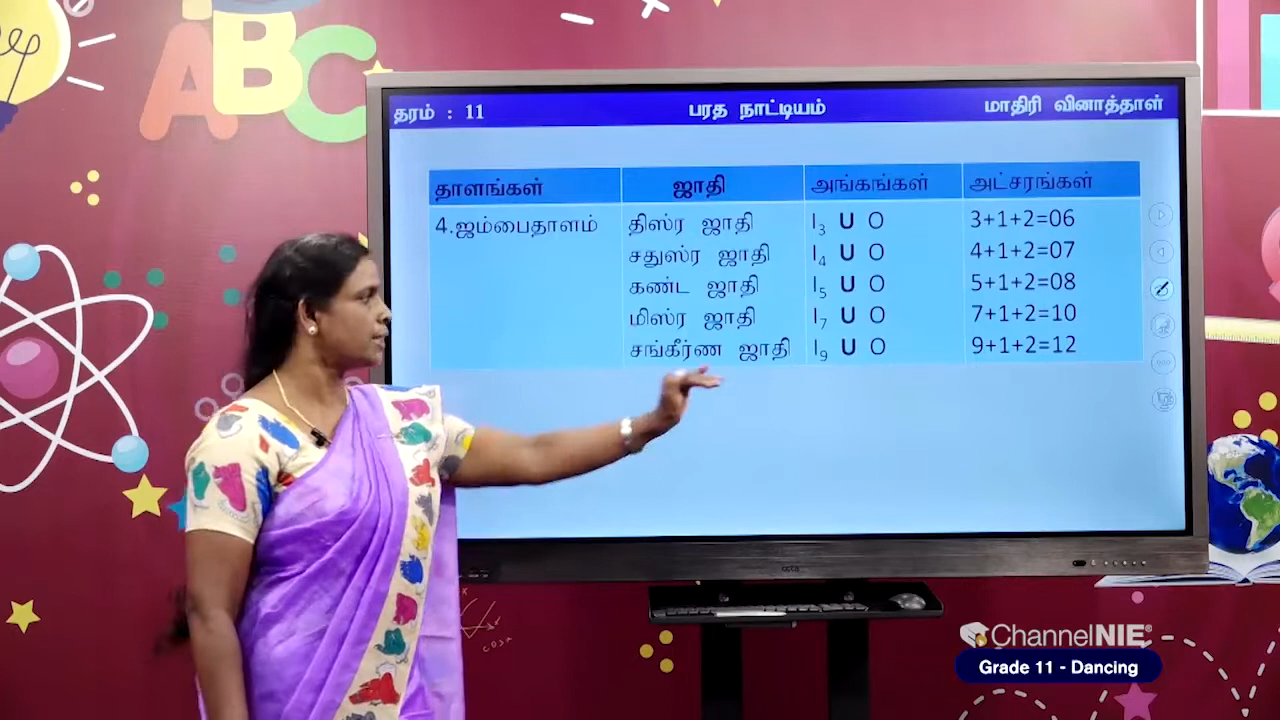 ABC
தரம் : 11 பரத நாட்டியம் மாதிரி வினாத்தாள்
தாளங்கள் ஜாதி அங்கங்கள் அட்சரங்கள்
4.ஜம்பைதாளம் திஸ்ர ஜாதி I₃ U O 3+1+2=06
சதுஸ்ர ஜாதி I₄ U O 4+1+2=07
கண்ட ஜாதி I₅ U O 5+1+2=08
மிஸ்ர ஜாதி I₇ U O 7+1+2=10
சங்கீர்ண ஜாதி I₉ U O 9+1+2=12
ChannelNIE®
Grade 11 - Dancing